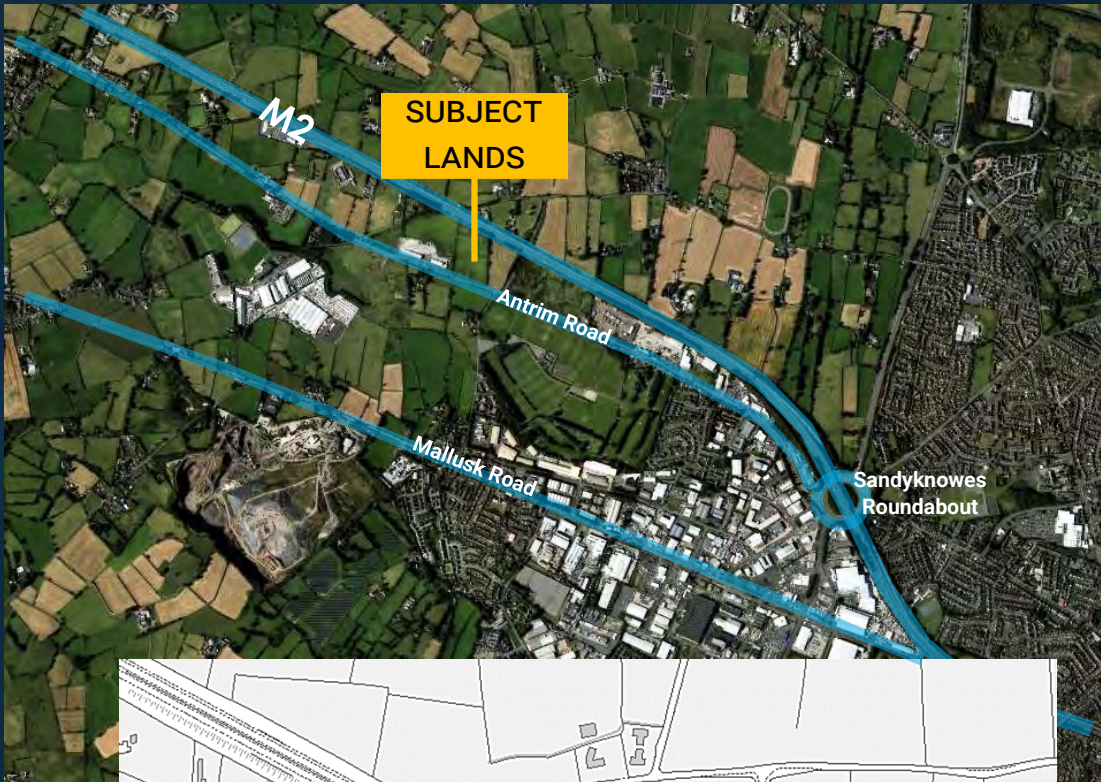 M2
SUBJECT
LANDS
Antrim Road
Mallusk Road
Sandyknowes
Roundabout